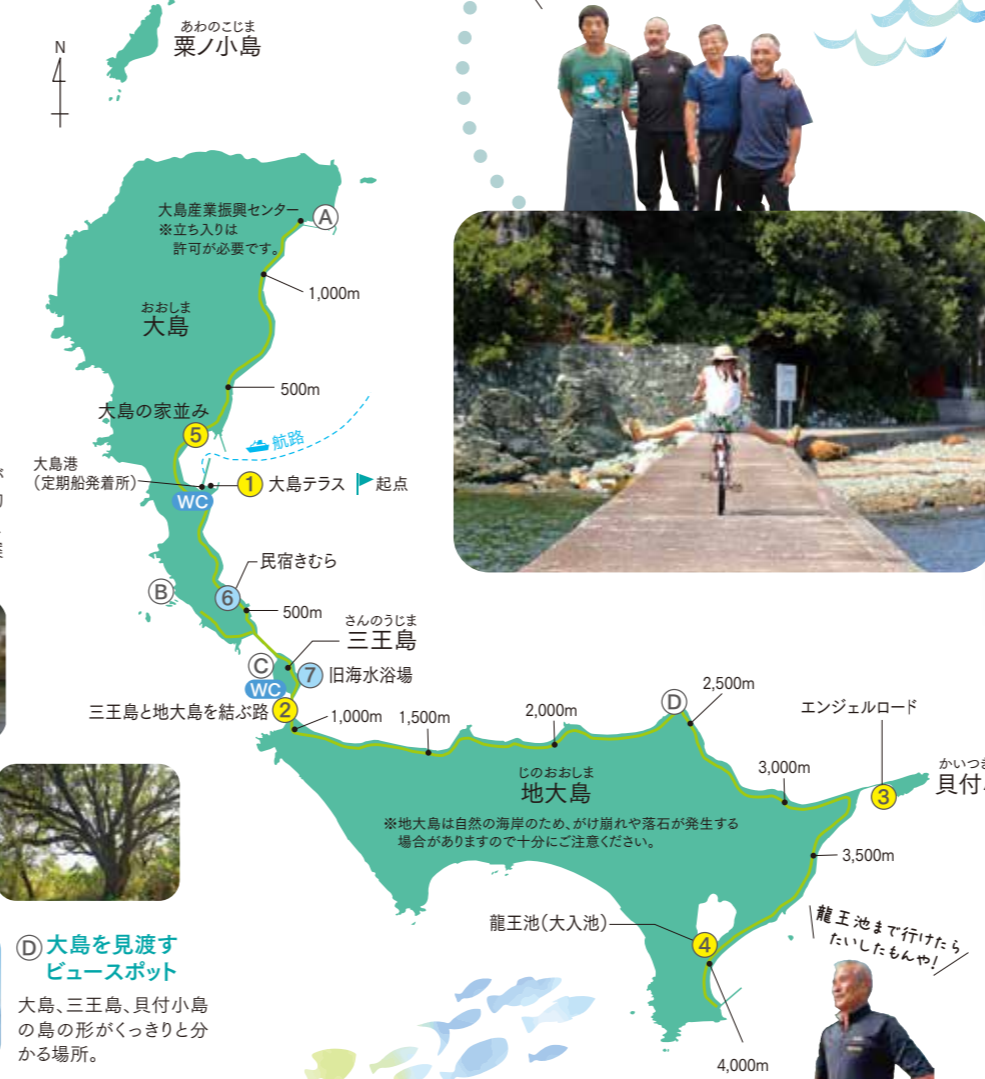 あわのこじま
粟ノ小島
N
大島産業振興センター
※立ち入りは
許可が必要です。
A
1,000m
おおしま
大島
500m
大島の家並み
5
航路
大島港
(定期船発着所)
WC
1 大島テラス 起点
民宿きむら
B
6
500m
さんのうじま
三王島
C
7 旧海水浴場
WC
三王島と地大島を結ぶ路 2
1,000m
1,500m
2,000m
D
2,500m
エンジェルロード
3,000m
3
貝付
じのおおしま
地大島
※地大島は自然の海岸のため、がけ崩れや落石が発生する
場合がありますので十分にご注意ください。
3,500m
龍王池(大入池)
4
龍王池まで行けたら
たいしたもんや!
4,000m
D 大島を見渡す
ビュースポット
大島、三王島、貝付小島
の島の形がくっきりと分
かる場所。